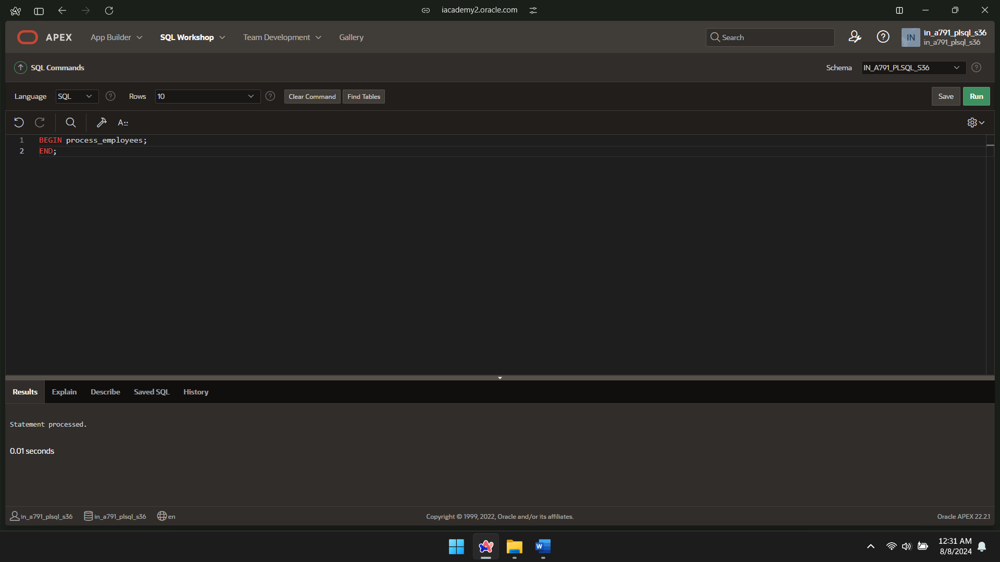 iacademy2.oracle.com
APEX
App Builder
SQL Workshop
Team Development
Gallery
Search
IN
in_a791_plsql_s36
in_a791_plsql_s36
SQL Commands
Schema
IN_A791_PLSQL_S36
Language
SQL
Rows
10
Clear Command
Find Tables
Save
Run
A::
1 BEGIN process_employees;
2 END;
Results
Explain
Describe
Saved SQL
History
Statement processed.
0.01 seconds
in_a791_plsql_s36
in_a791_plsql_s36
en
Copyright © 1999, 2022, Oracle and/or its affiliates.
Oracle APEX 22.2.1
W
12:31 AM
8/8/2024